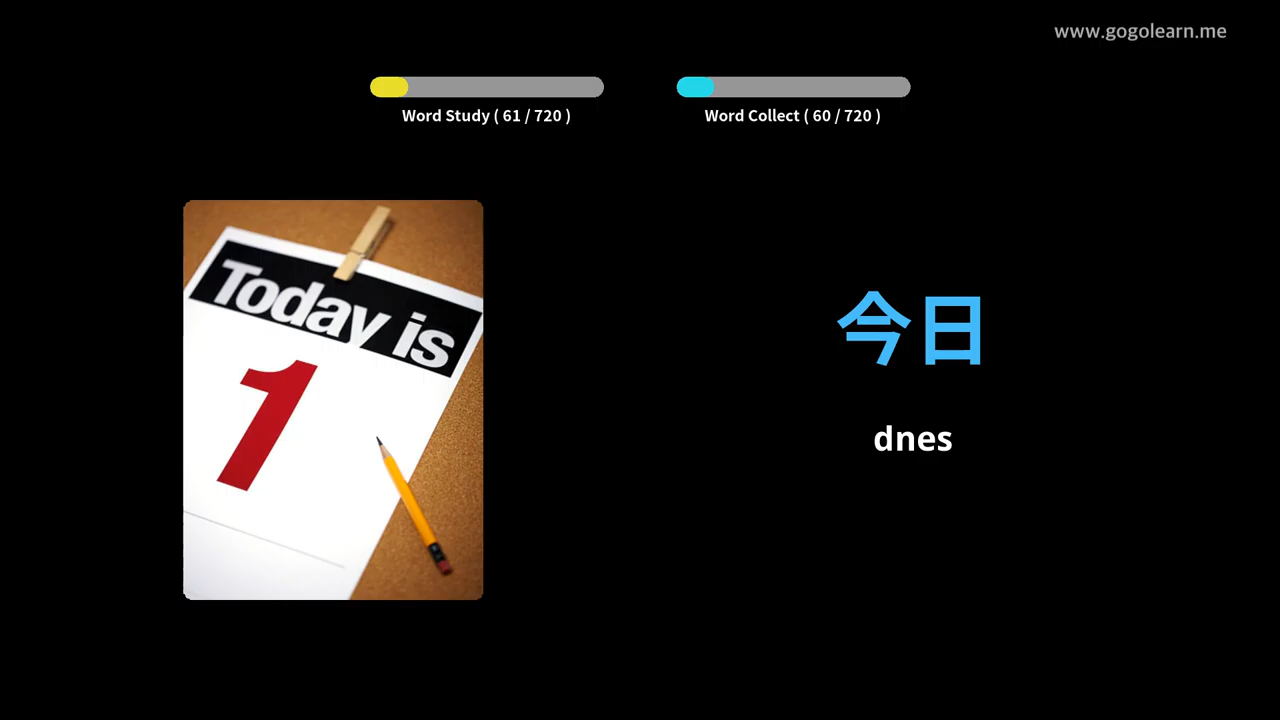 www.gogolearn.me
Word Study ( 61 / 720 )
Word Collect ( 60 / 720 )
Today is
1
今日
dnes